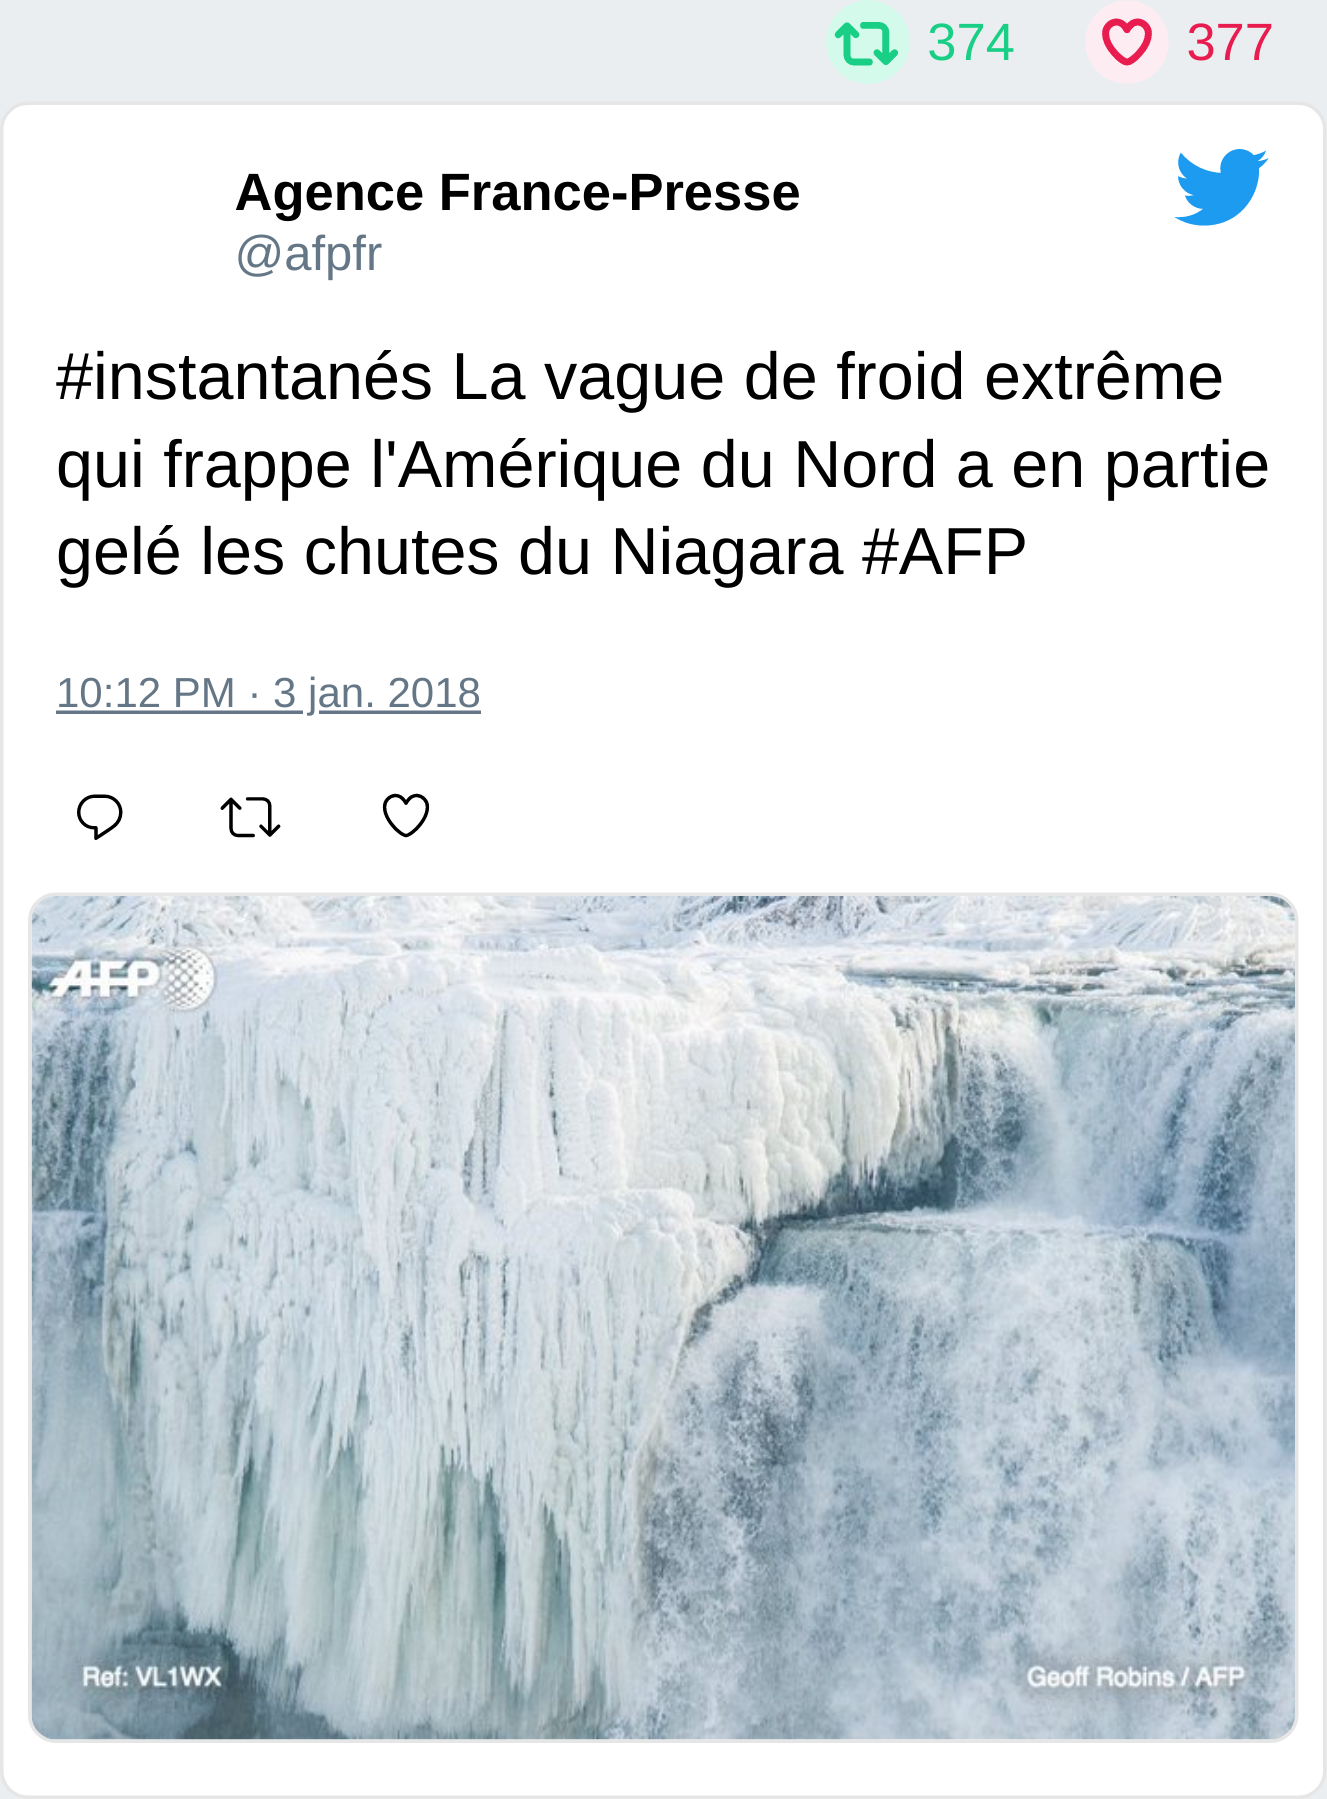 374 377
Agence France-Presse
@afpfr
#instantanés La vague de froid extrême
qui frappe l'Amérique du Nord a en partie
gelé les chutes du Niagara #AFP
10:12 PM · 3 jan. 2018
AFP
Ref: VL1WX
Geoff Robins / AFP